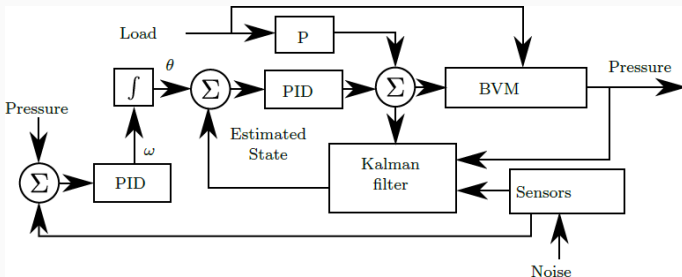 Load
P
θ
∫
Σ
PID
Σ
BVM
Pressure
Pressure
ω
Estimated
State
Kalman
filter
Σ
PID
Sensors
Noise